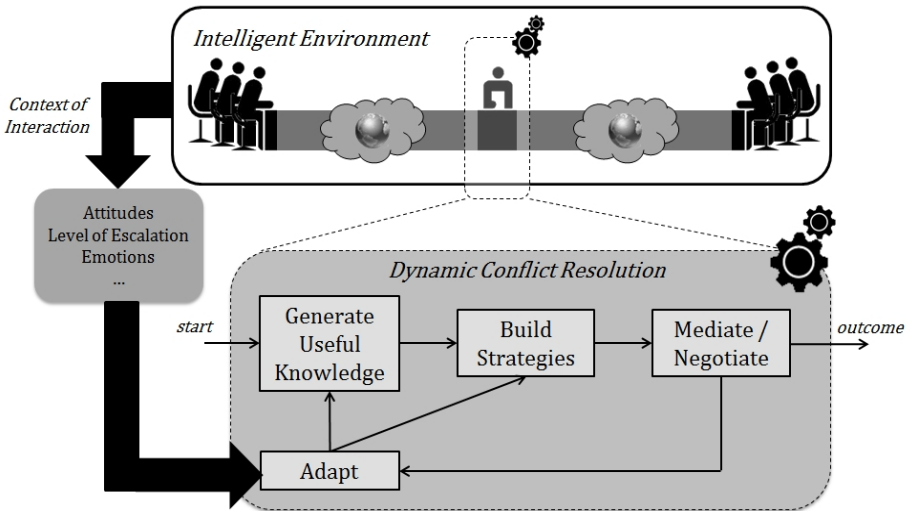 Intelligent Environment
Context of
Interaction
Attitudes
Level of Escalation
Emotions
...
Dynamic Conflict Resolution
start
Generate
Useful
Knowledge
Build
Strategies
Mediate /
Negotiate
outcome
Adapt